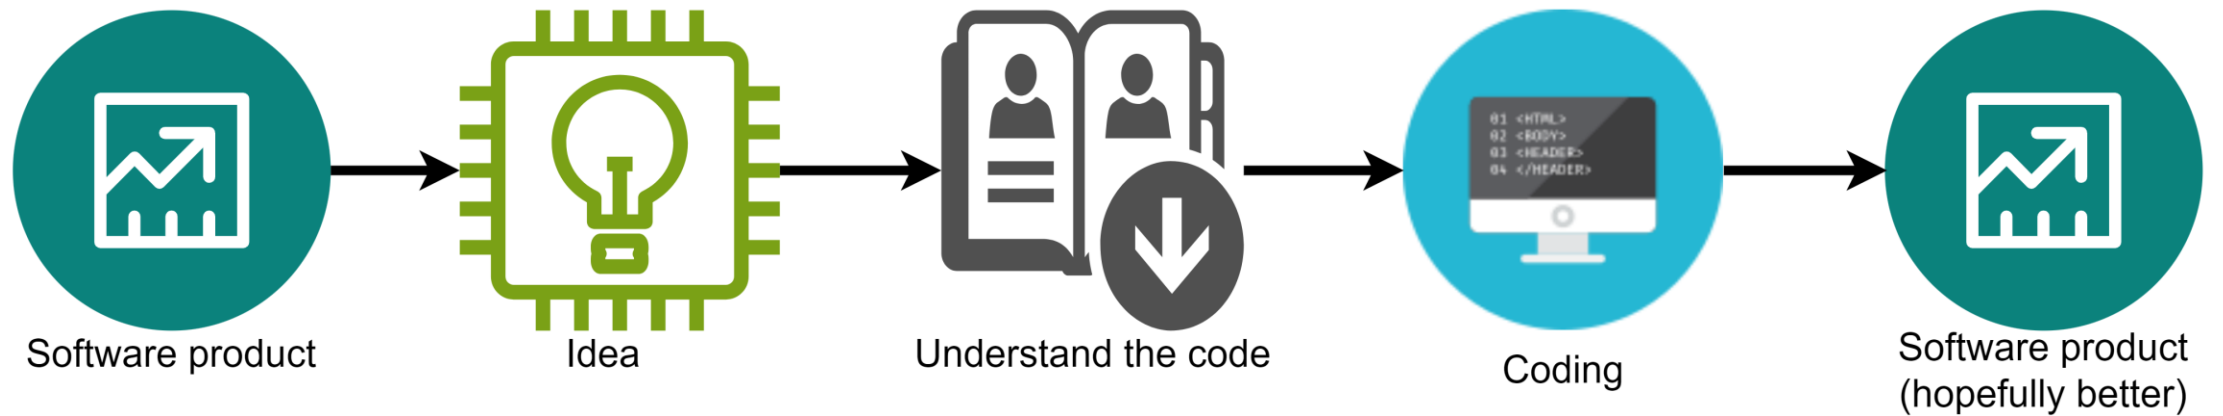 01 <HTML>
02 <BODY>
03 <HEADER>
04 </HEADER>
Software product
Idea
Understand the code
Coding
Software product
(hopefully better)